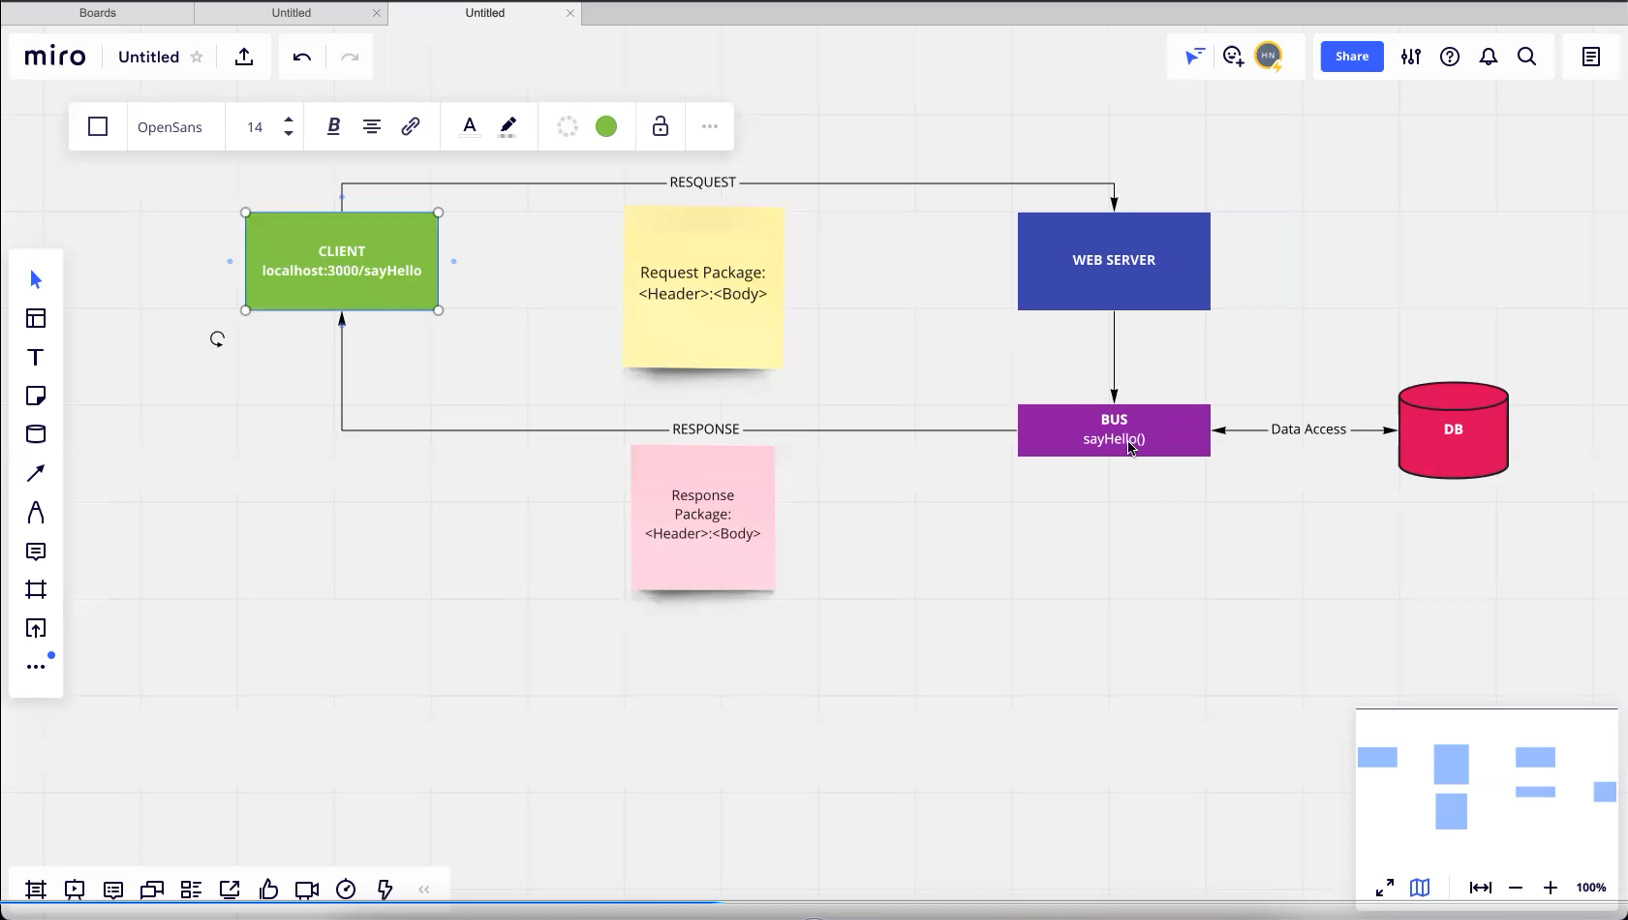 Boards
Untitled
Untitled
miro
Untitled
HN
Share
OpenSans
14
B
A
RESQUEST
CLIENT
localhost:3000/sayHello
Request Package:
<Header>:<Body>
WEB SERVER
T
BUS
sayHello()
RESPONSE
Data Access
DB
Response
Package:
<Header>:<Body>
100%